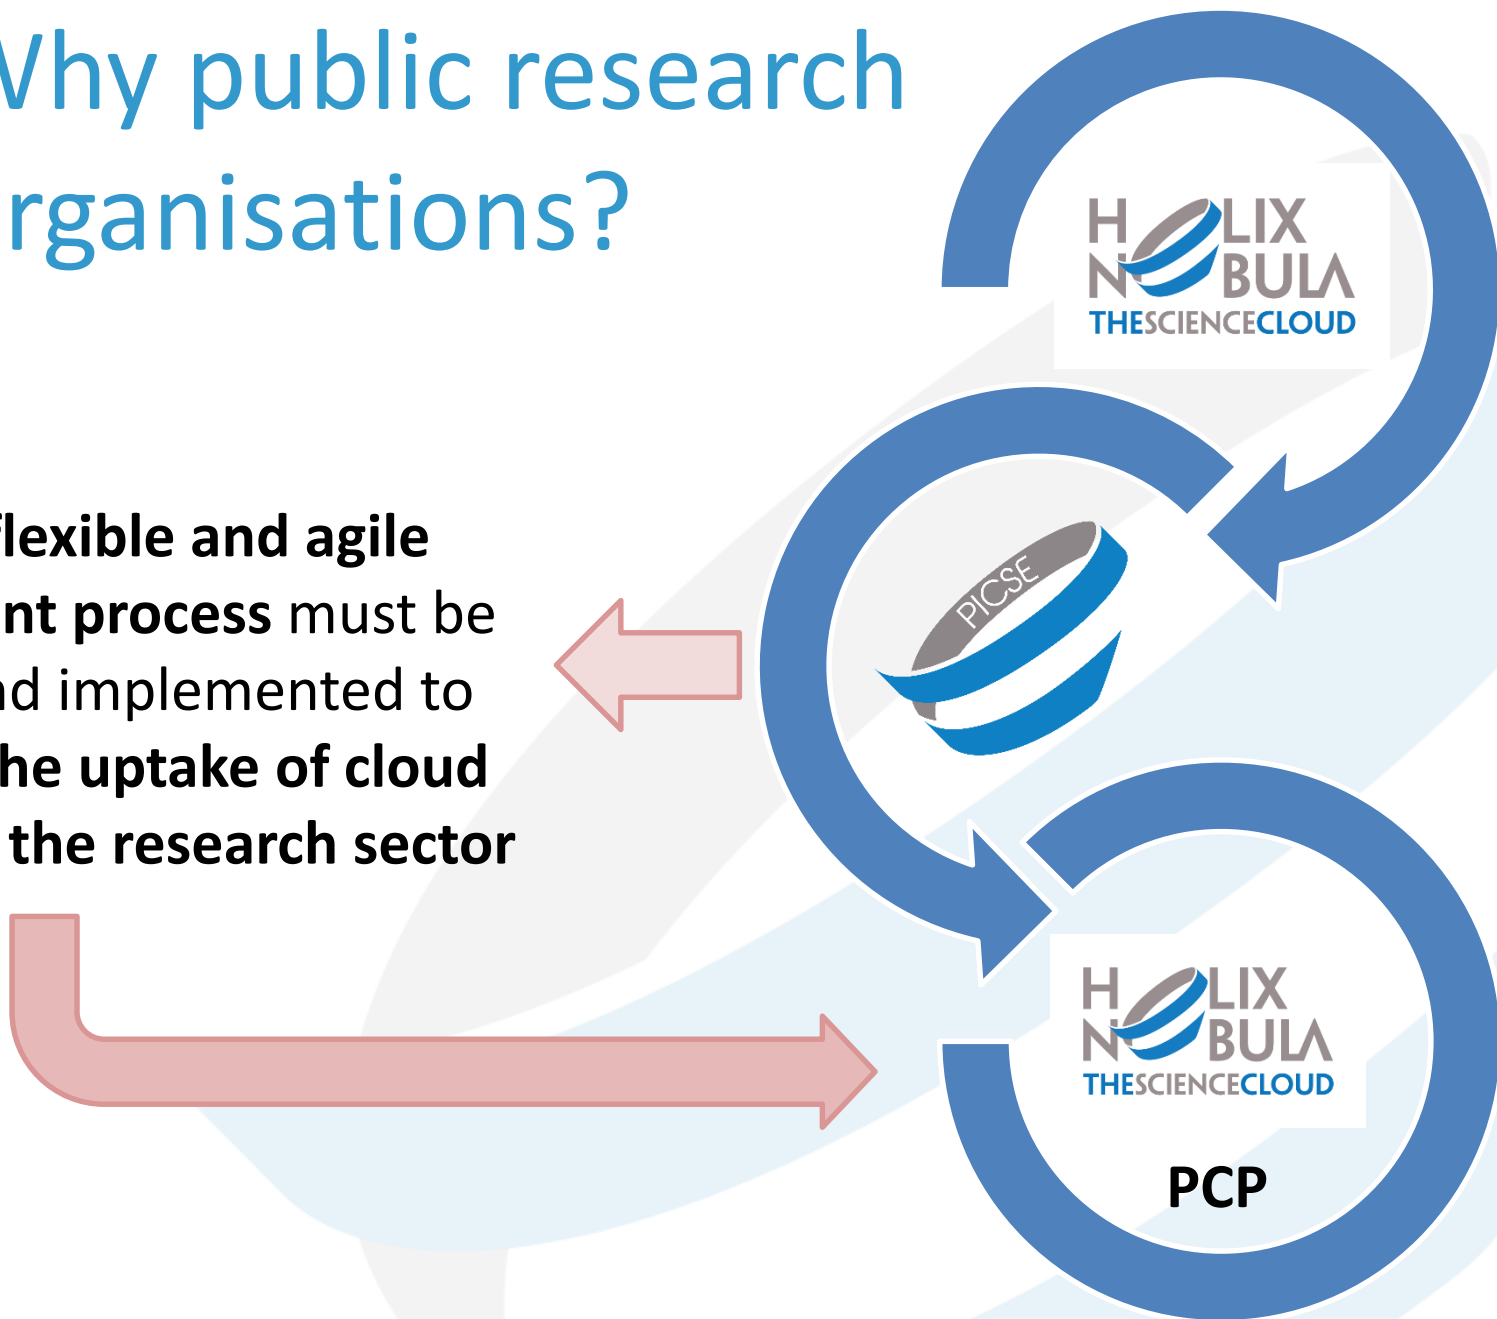 Why public research
rganisations?
HELIX
NEBULA
THESCIENCECLOUD
flexible and agile
nt process must be
nd implemented to
he uptake of cloud
the research sector
PICSE
HELIX
NEBULA
THESCIENCECLOUD
PCP